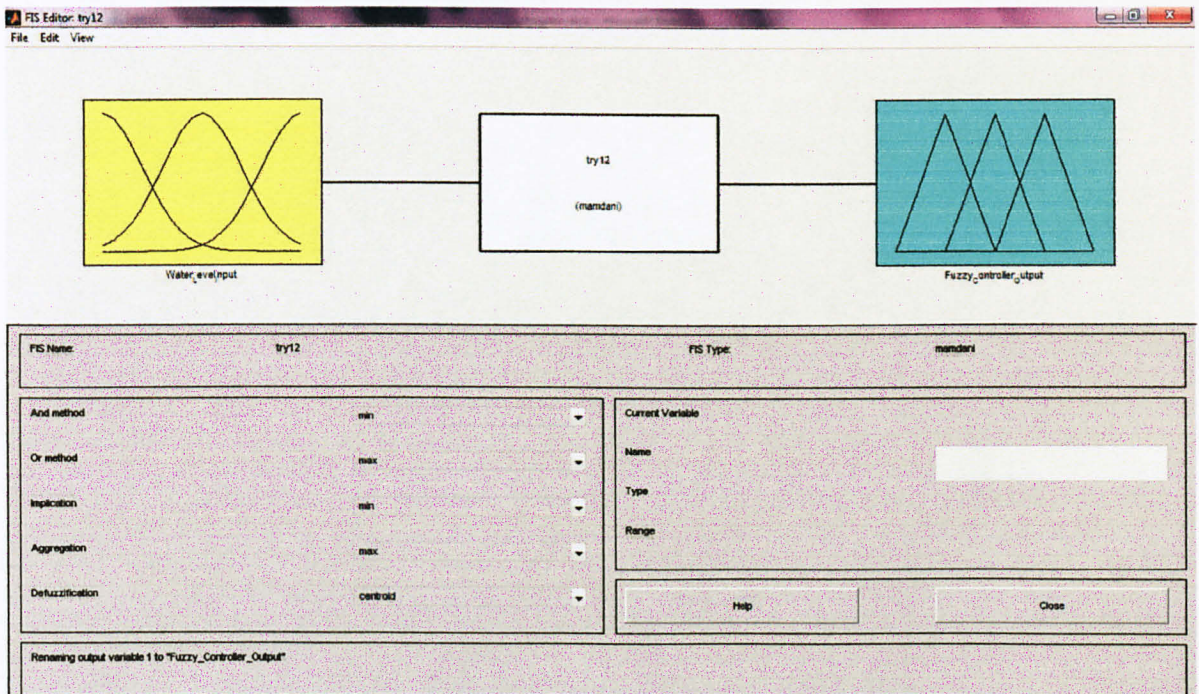 FIS Editor: try12
File Edit View
try12
(mamdani)
Fuzzy_Controller_Output
FIS Name: try12 FIS Type: mamdani
And method min
Or method max
Implication min
Aggregation max
Defuzzification centroid
Current Variable
Name
Type
Range
Help Close
Renaming output variable 1 to "Fuzzy_Controller_Output"